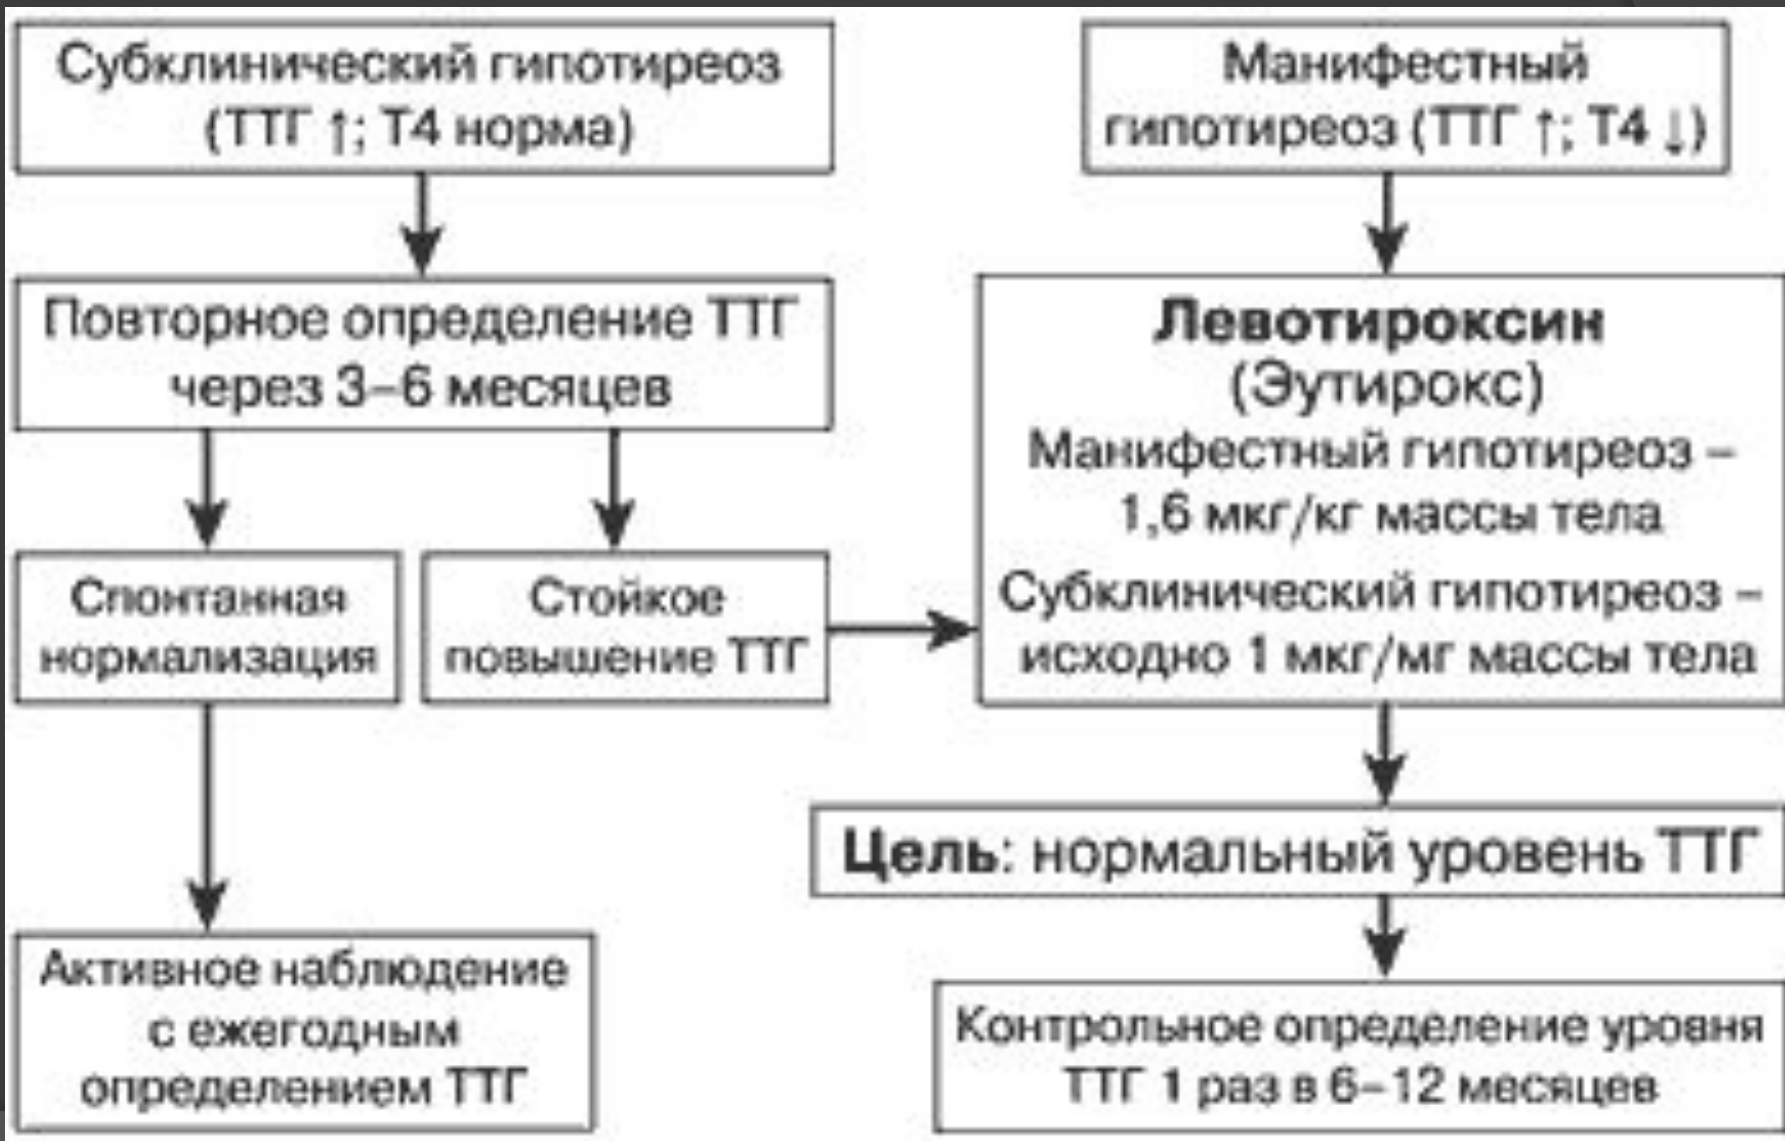 Субклинический гипотиреоз
(ТТГ ↑; Т4 норма)
Манифестный
гипотиреоз (ТТГ ↑; Т4 ↓)
Повторное определение ТТГ
через 3–6 месяцев
Левотироксин
(Эутирокс)
Манифестный гипотиреоз –
1,6 мкг/кг массы тела
Субклинический гипотиреоз –
исходно 1 мкг/мг массы тела
Спонтанная
нормализация
Стойкое
повышение ТТГ
Цель: нормальный уровень ТТГ
Активное наблюдение
с ежегодным
определением ТТГ
Контрольное определение уровня
ТТГ 1 раз в 6–12 месяцев